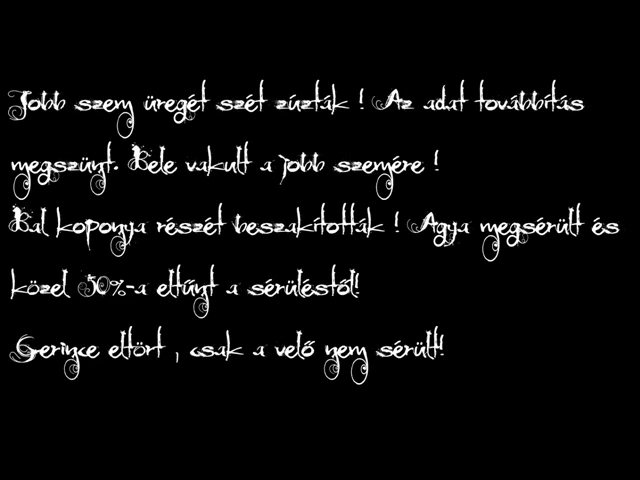 Jobb szem üregét szét zúzták ! Az adat továbbítás
megszünt. Bele vakult a jobb szemére !
Bal koponya részét beszakították ! Agya megsérült és
közel 50%-a eltűnt a sérüléstől!
Gerince eltört , csak a velő nem sérült!